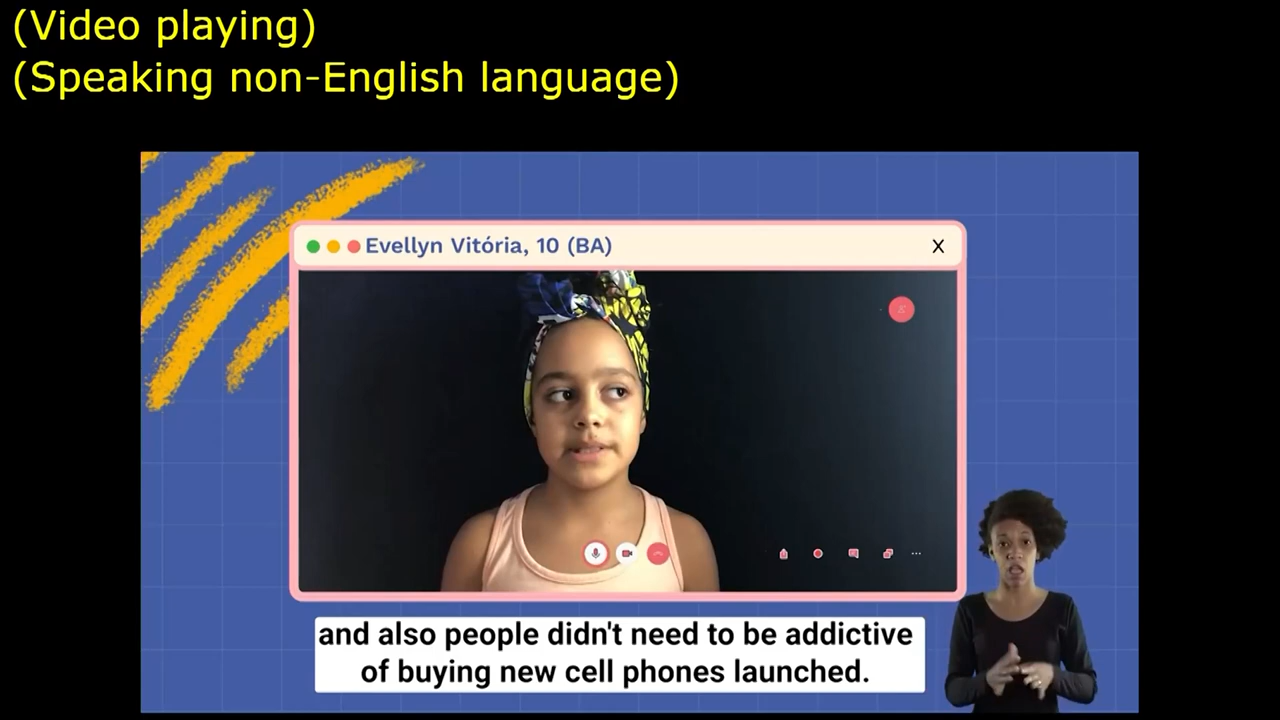 (Video playing)
(Speaking non-English language)
Evellyn Vitória, 10 (BA)
X
and also people didn't need to be addictive
of buying new cell phones launched.